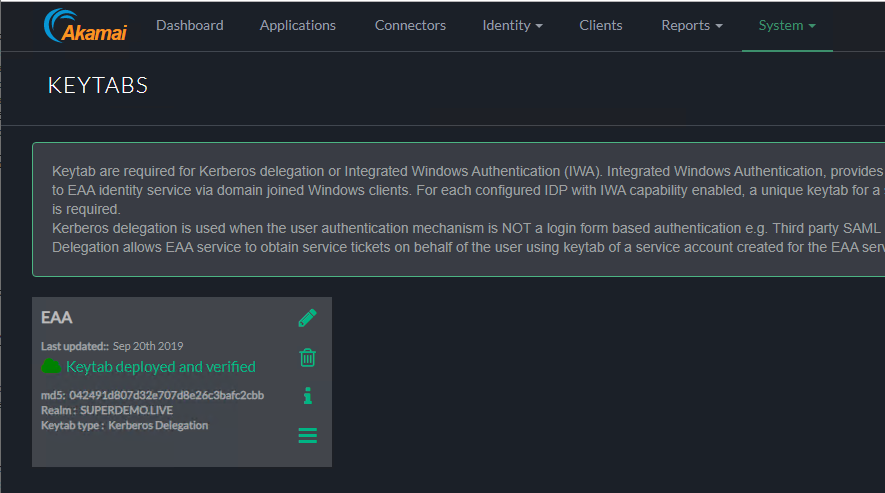 Akamai
Dashboard Applications Connectors Identity Clients Reports System
KEYTABS
Keytab are required for Kerberos delegation or Integrated Windows Authentication (IWA). Integrated Windows Authentication, provides
to EAA identity service via domain joined Windows clients. For each configured IDP with IWA capability enabled, a unique keytab for a
is required.
Kerberos delegation is used when the user authentication mechanism is NOT a login form based authentication e.g. Third party SAML
Delegation allows EAA service to obtain service tickets on behalf of the user using keytab of a service account created for the EAA serv
EAA
Last updated:: Sep 20th 2019
Keytab deployed and verified
md5: 042491d807d32e707d8e26c3bafc2cbb
Realm : SUPERDEMO.LIVE
Keytab type : Kerberos Delegation